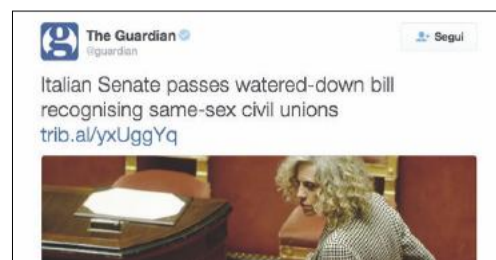 The Guardian
Segui
@guardian
Italian Senate passes watered-down bill
recognising same-sex civil unions
trib.al/yxUggYq